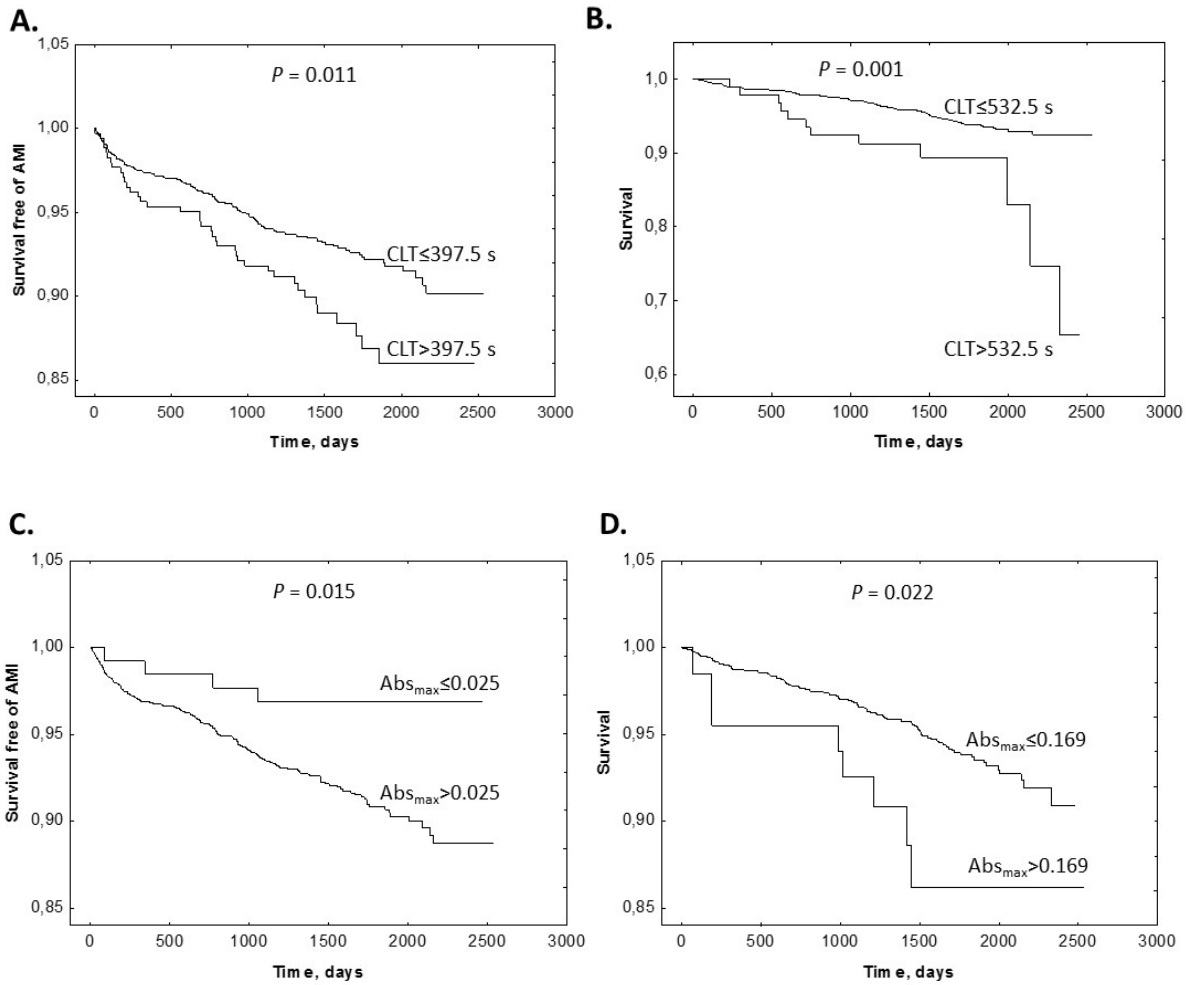 A.
1,05
1,00
0,95
0,90
0,85
Survival free of AMI
P = 0.011
CLT≤397.5 s
CLT>397.5 s
0 500 1000 1500 2000 2500 3000
Time, days
B.
1,0
0,9
0,8
0,7
0,6
Survival
P = 0.001
CLT≤532.5 s
CLT>532.5 s
0 500 1000 1500 2000 2500 3000
Time, days
C.
1,05
1,00
0,95
0,90
0,85
Survival free of AMI
P = 0.015
Absmax≤0.025
Absmax>0.025
0 500 1000 1500 2000 2500 3000
Time, days
D.
1,05
1,00
0,95
0,90
0,85
Survival
P = 0.022
Absmax≤0.169
Absmax>0.169
0 500 1000 1500 2000 2500 3000
Time, days